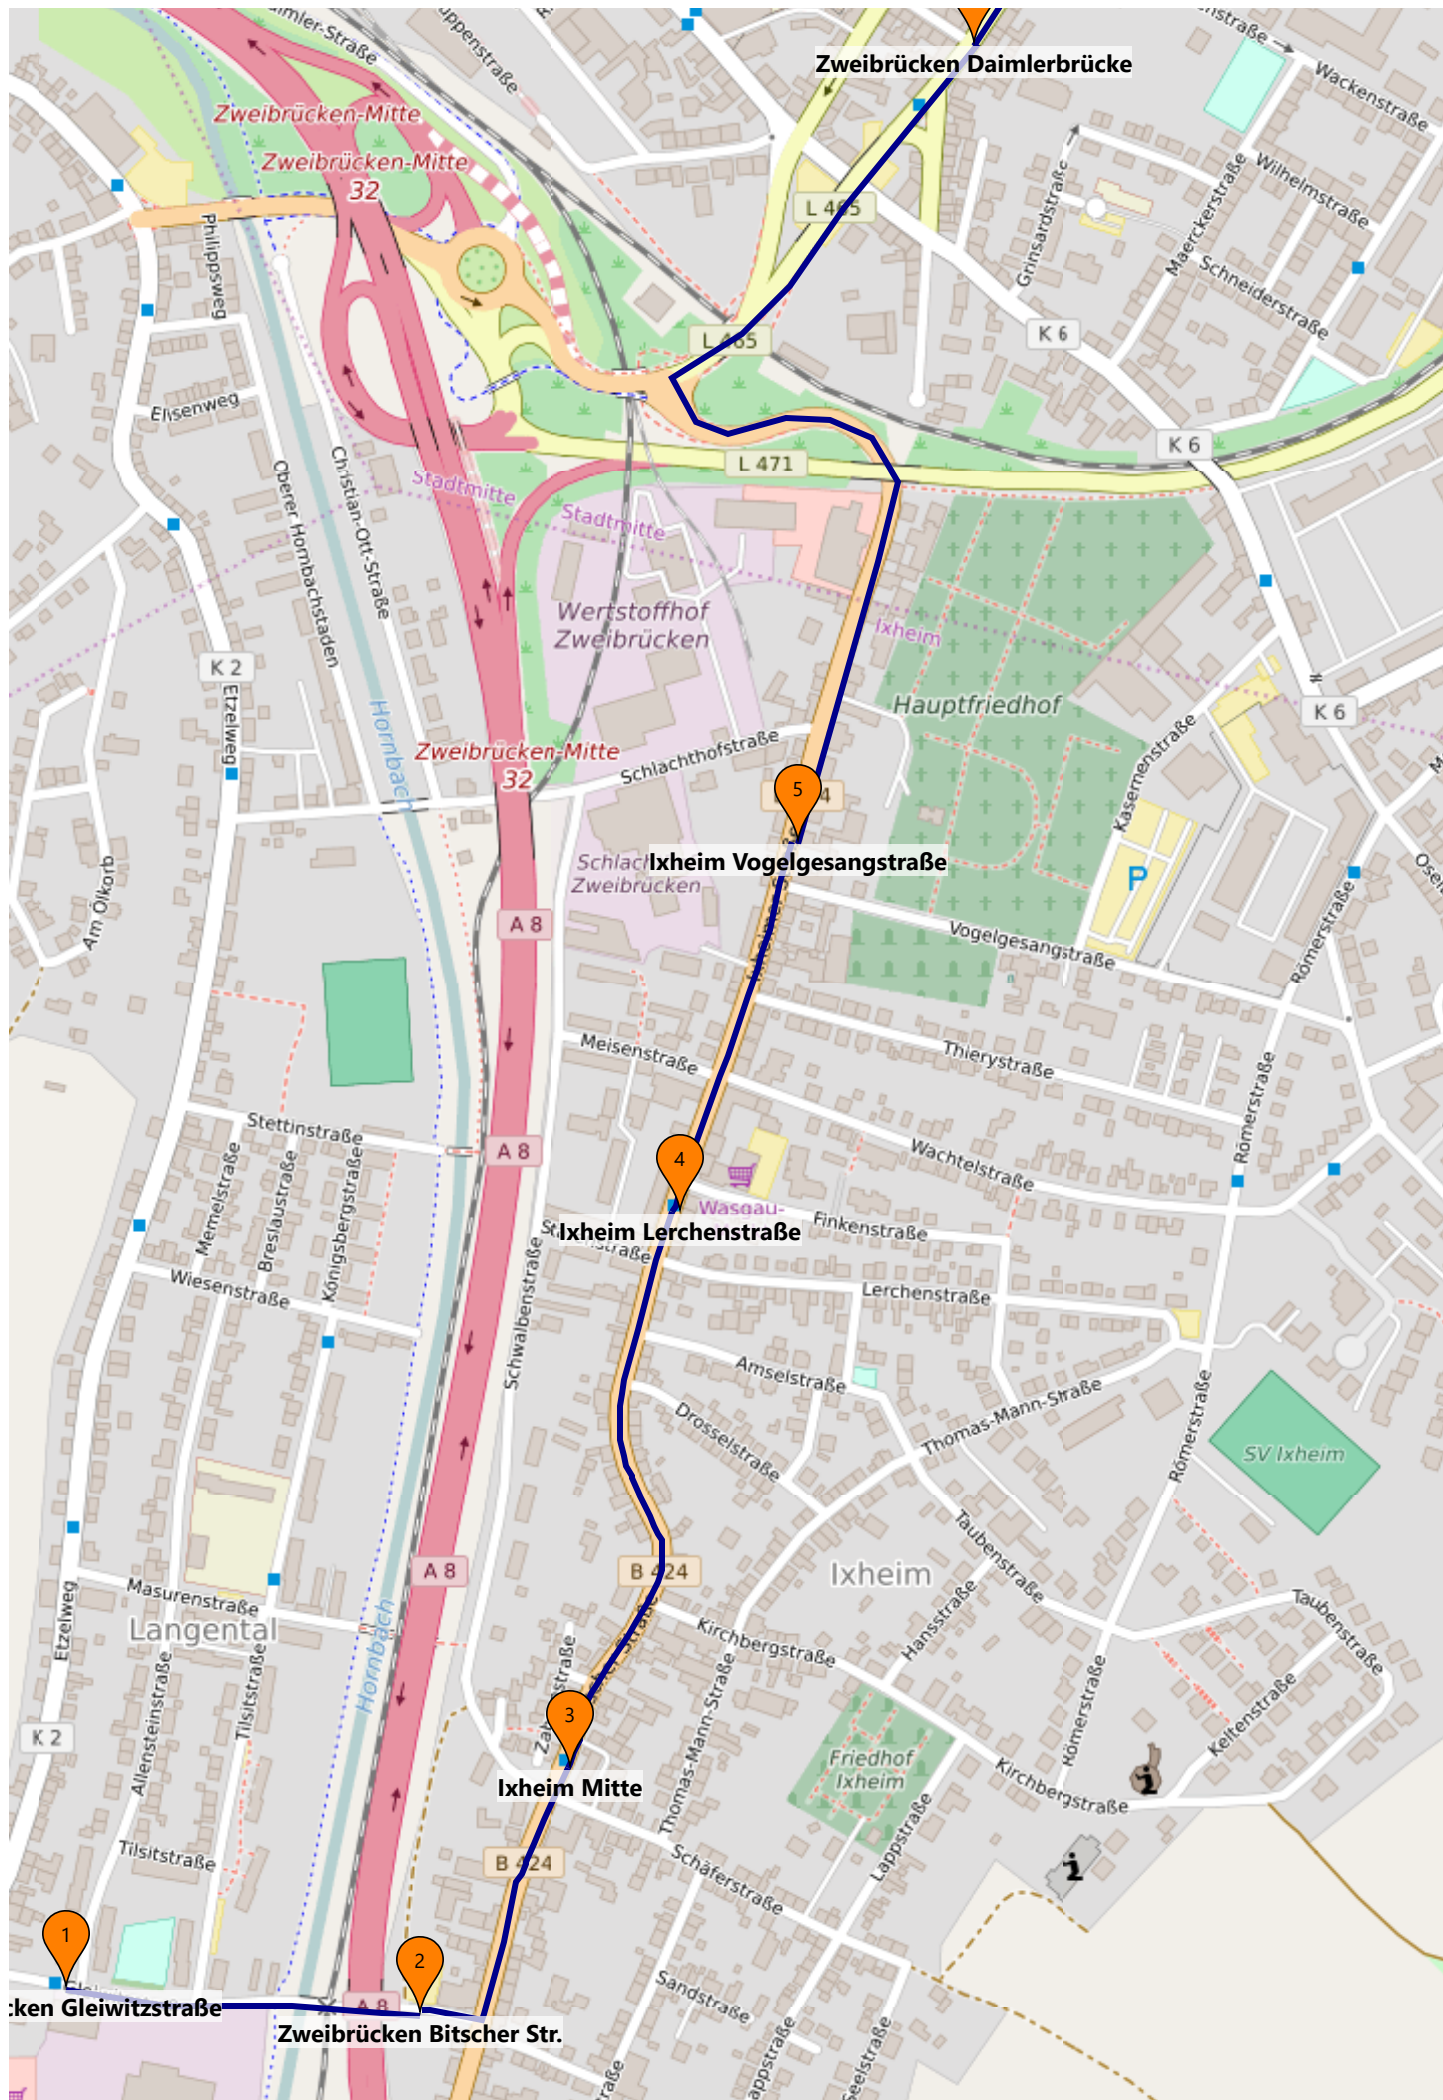 Zweibrücken Daimlerbrücke
Wackenstraße
Zweibrücken-Mitte
Zweibrücken-Mitte
32
Wilhelmstraße
Maerckerstraße
Grinsardstraße
Schneiderstraße
Philippsweg
L 465
K 6
L 465
Elisenweg
K 6
L 471
Stadtmitte
Stadtmitte
Oberer Hornbachstaden
Christian-Ott-Straße
Wertstoffhof
Zweibrücken
Ixheim
K 2
Etzelweg
Hornbach
Hauptfriedhof
K 6
Kasernenstraße
Zweibrücken-Mitte
32
Schlachthofstraße
5
Ixheim Vogelgesangstraße
Zweibrücken
P
Am Ölkorb
A 8
Vogelgesangstraße
Römerstraße
Meisenstraße
Thierystraße
Römerstraße
Stettinstraße
A 8
Wachtelstraße
4
Wasgau-
Ixheim Lerchenstraße
Finkenstraße
Memelstraße
Breslaustraße
Königsbergstraße
Wiesenstraße
Lerchenstraße
Schwalbenstraße
Amselstraße
Drosselstraße
Thomas-Mann-Straße
Römerstraße
SV Ixheim
Taubenstraße
A 8
B 424
Ixheim
Masurenstraße
Langental
Etzelweg
Hornbach
Kirchbergstraße
Hansstraße
Taubenstraße
Allensteinstraße
Tilsitstraße
Thomas-Mann-Straße
Römerstraße
Keltenstraße
K 2
3
Ixheim Mitte
Friedhof
Ixheim
Kirchbergstraße
Tilsitstraße
B 424
Schäferstraße
Lappstraße
1
2
Sandstraße
A 8
cken Gleiwitzstraße
Zweibrücken Bitscher Str.